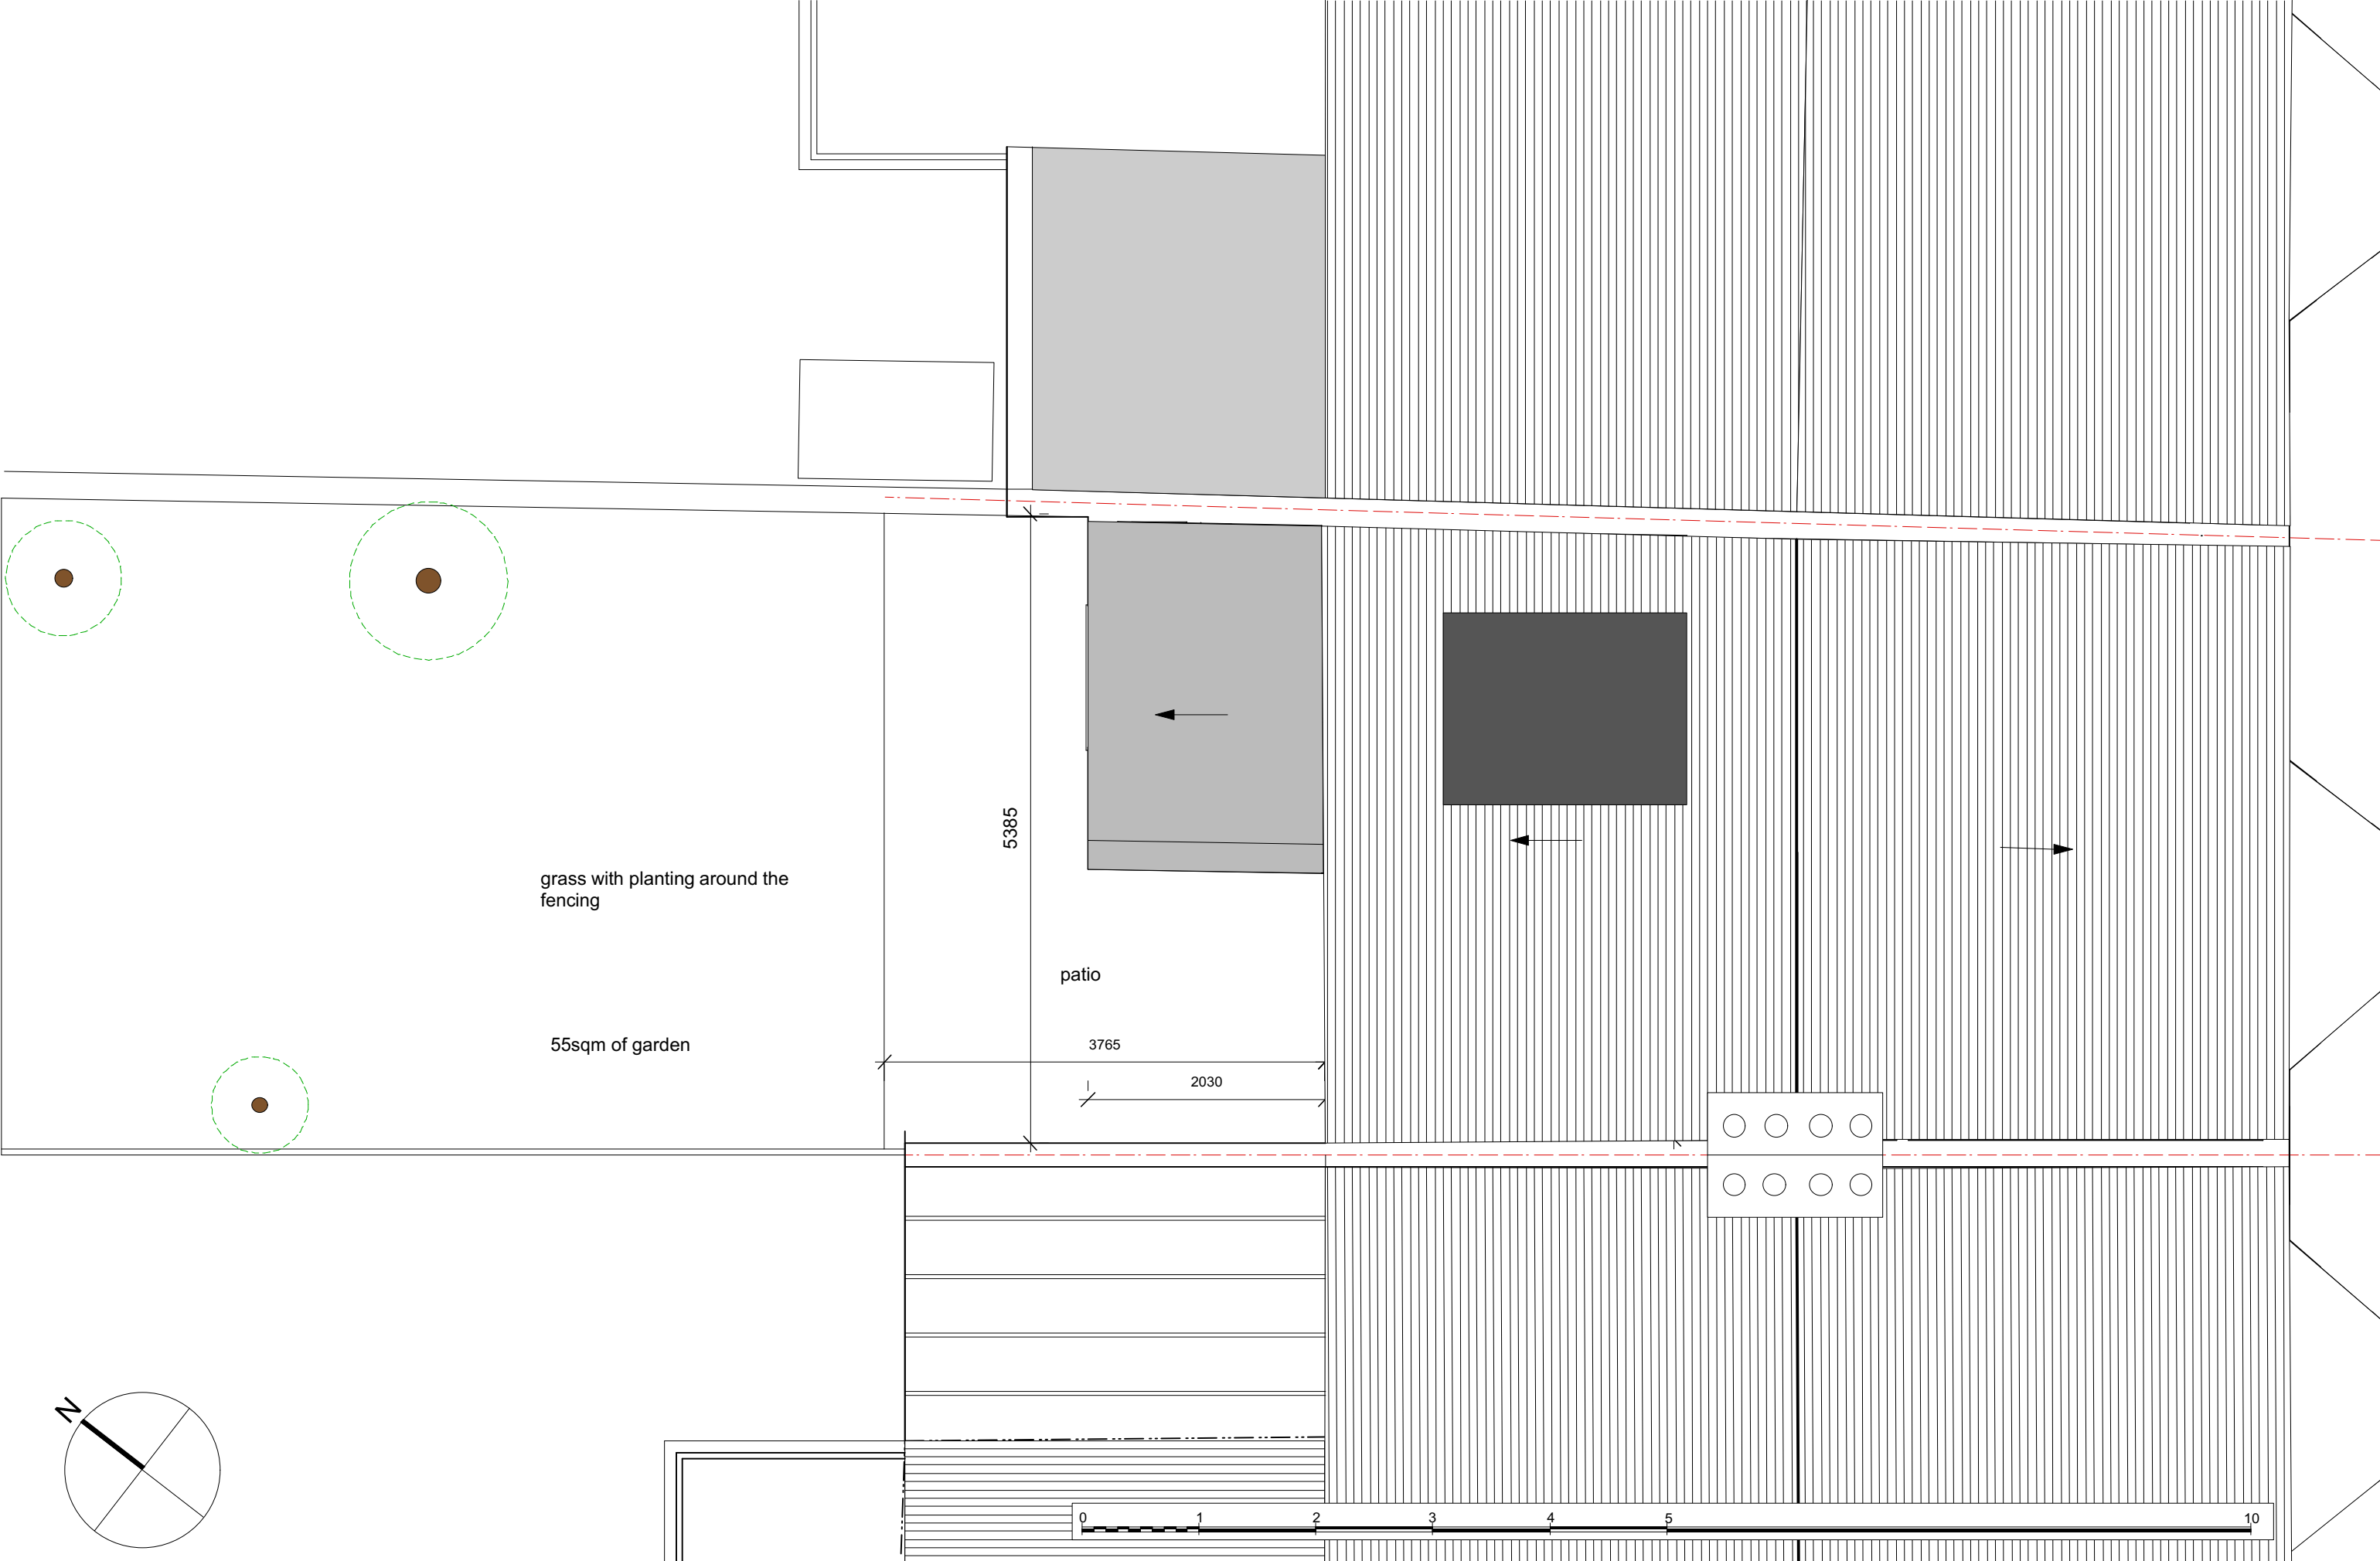 5385
grass with planting around the
fencing
patio
55sqm of garden
3765
2030
N
0 1 2 3 4 5 10